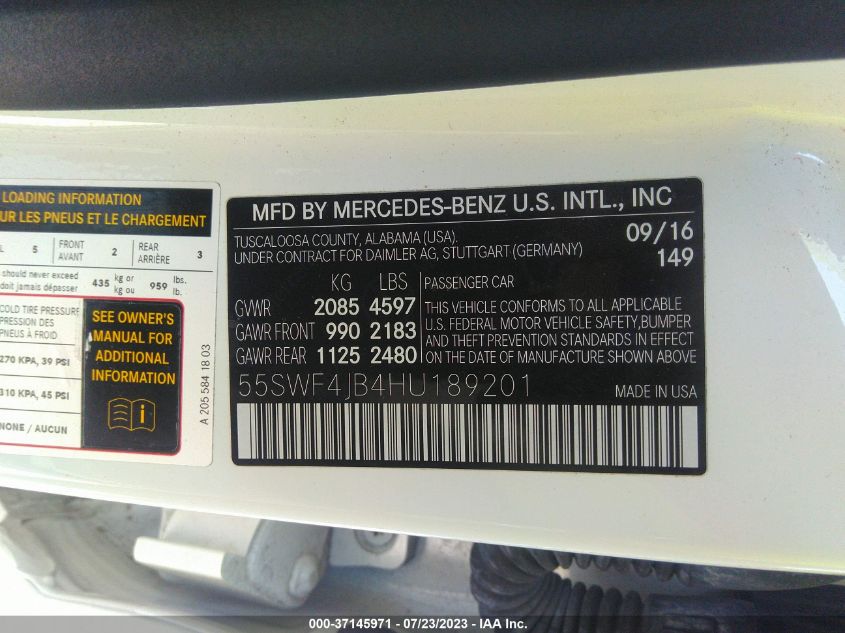 LOADING INFORMATION
UR LES PNEUS ET LE CHARGEMENT
L 5 FRONT AVANT 2 REAR ARRIÈRE 3
should never exceed
doit jamais dépasser
435 kg or kg ou 959 lbs. lb.
COLD TIRE PRESSURE
PRESSION DES
PNEUS À FROID
270 KPA, 39 PSI
310 KPA, 45 PSI
NONE / AUCUN
SEE OWNER'S
MANUAL FOR
ADDITIONAL
INFORMATION
A 205 584 18 03
MFD BY MERCEDES-BENZ U.S. INTL., INC
TUSCALOOSA COUNTY, ALABAMA (USA).
UNDER CONTRACT FOR DAIMLER AG, STUTTGART (GERMANY)
09/16
149
KG LBS
GVWR 2085 4597
GAWR FRONT 990 2183
GAWR REAR 1125 2480
PASSENGER CAR
THIS VEHICLE CONFORMS TO ALL APPLICABLE
U.S. FEDERAL MOTOR VEHICLE SAFETY,BUMPER
AND THEFT PREVENTION STANDARDS IN EFFECT
ON THE DATE OF MANUFACTURE SHOWN ABOVE
55SWF4JB4HU189201
MADE IN USA
000-37145971 - 07/23/2023 - © IAA Inc.